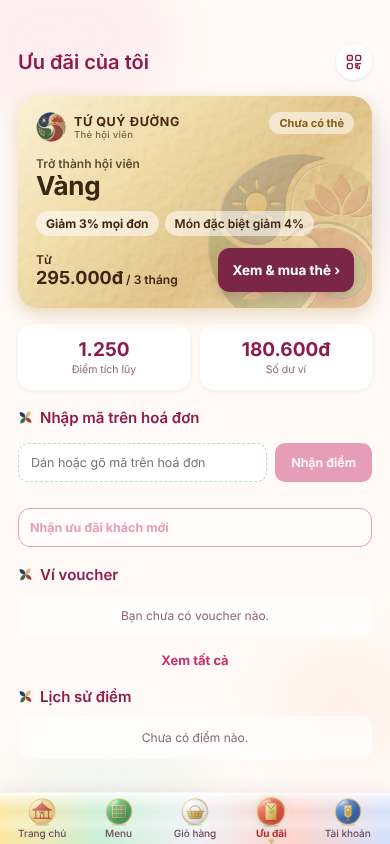 Ưu đãi của tôi
TỨ QUÝ ĐƯỜNG
Thẻ hội viên
Chưa có thẻ
Trở thành hội viên
Vàng
Giảm 3% mọi đơn
Món đặc biệt giảm 4%
Từ
295.000đ / 3 tháng
Xem & mua thẻ ›
1.250
Điểm tích lũy
180.600đ
Số dư ví
Nhập mã trên hoá đơn
Dán hoặc gõ mã trên hoá đơn
Nhận điểm
Nhận ưu đãi khách mới
Ví voucher
Bạn chưa có voucher nào.
Xem tất cả
Lịch sử điểm
Chưa có điểm nào.
Trang chủ
Menu
Giỏ hàng
Ưu đãi
Tài khoản